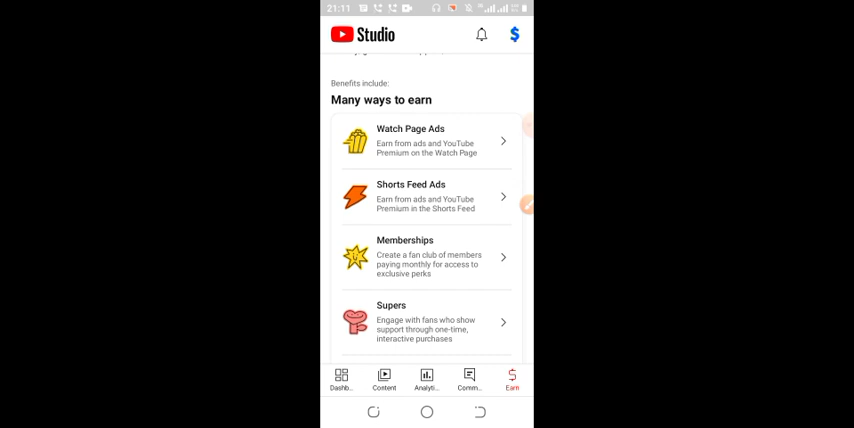 21:11
Studio
$
Benefits include:
Many ways to earn
Watch Page Ads
Earn from ads and YouTube
Premium on the Watch Page
Shorts Feed Ads
Earn from ads and YouTube
Premium in the Shorts Feed
Memberships
Create a fan club of members
paying monthly for access to
exclusive perks
Supers
Engage with fans who show
support through one-time,
interactive purchases
Dashb...
Content
Analyti...
Comm...
Earn